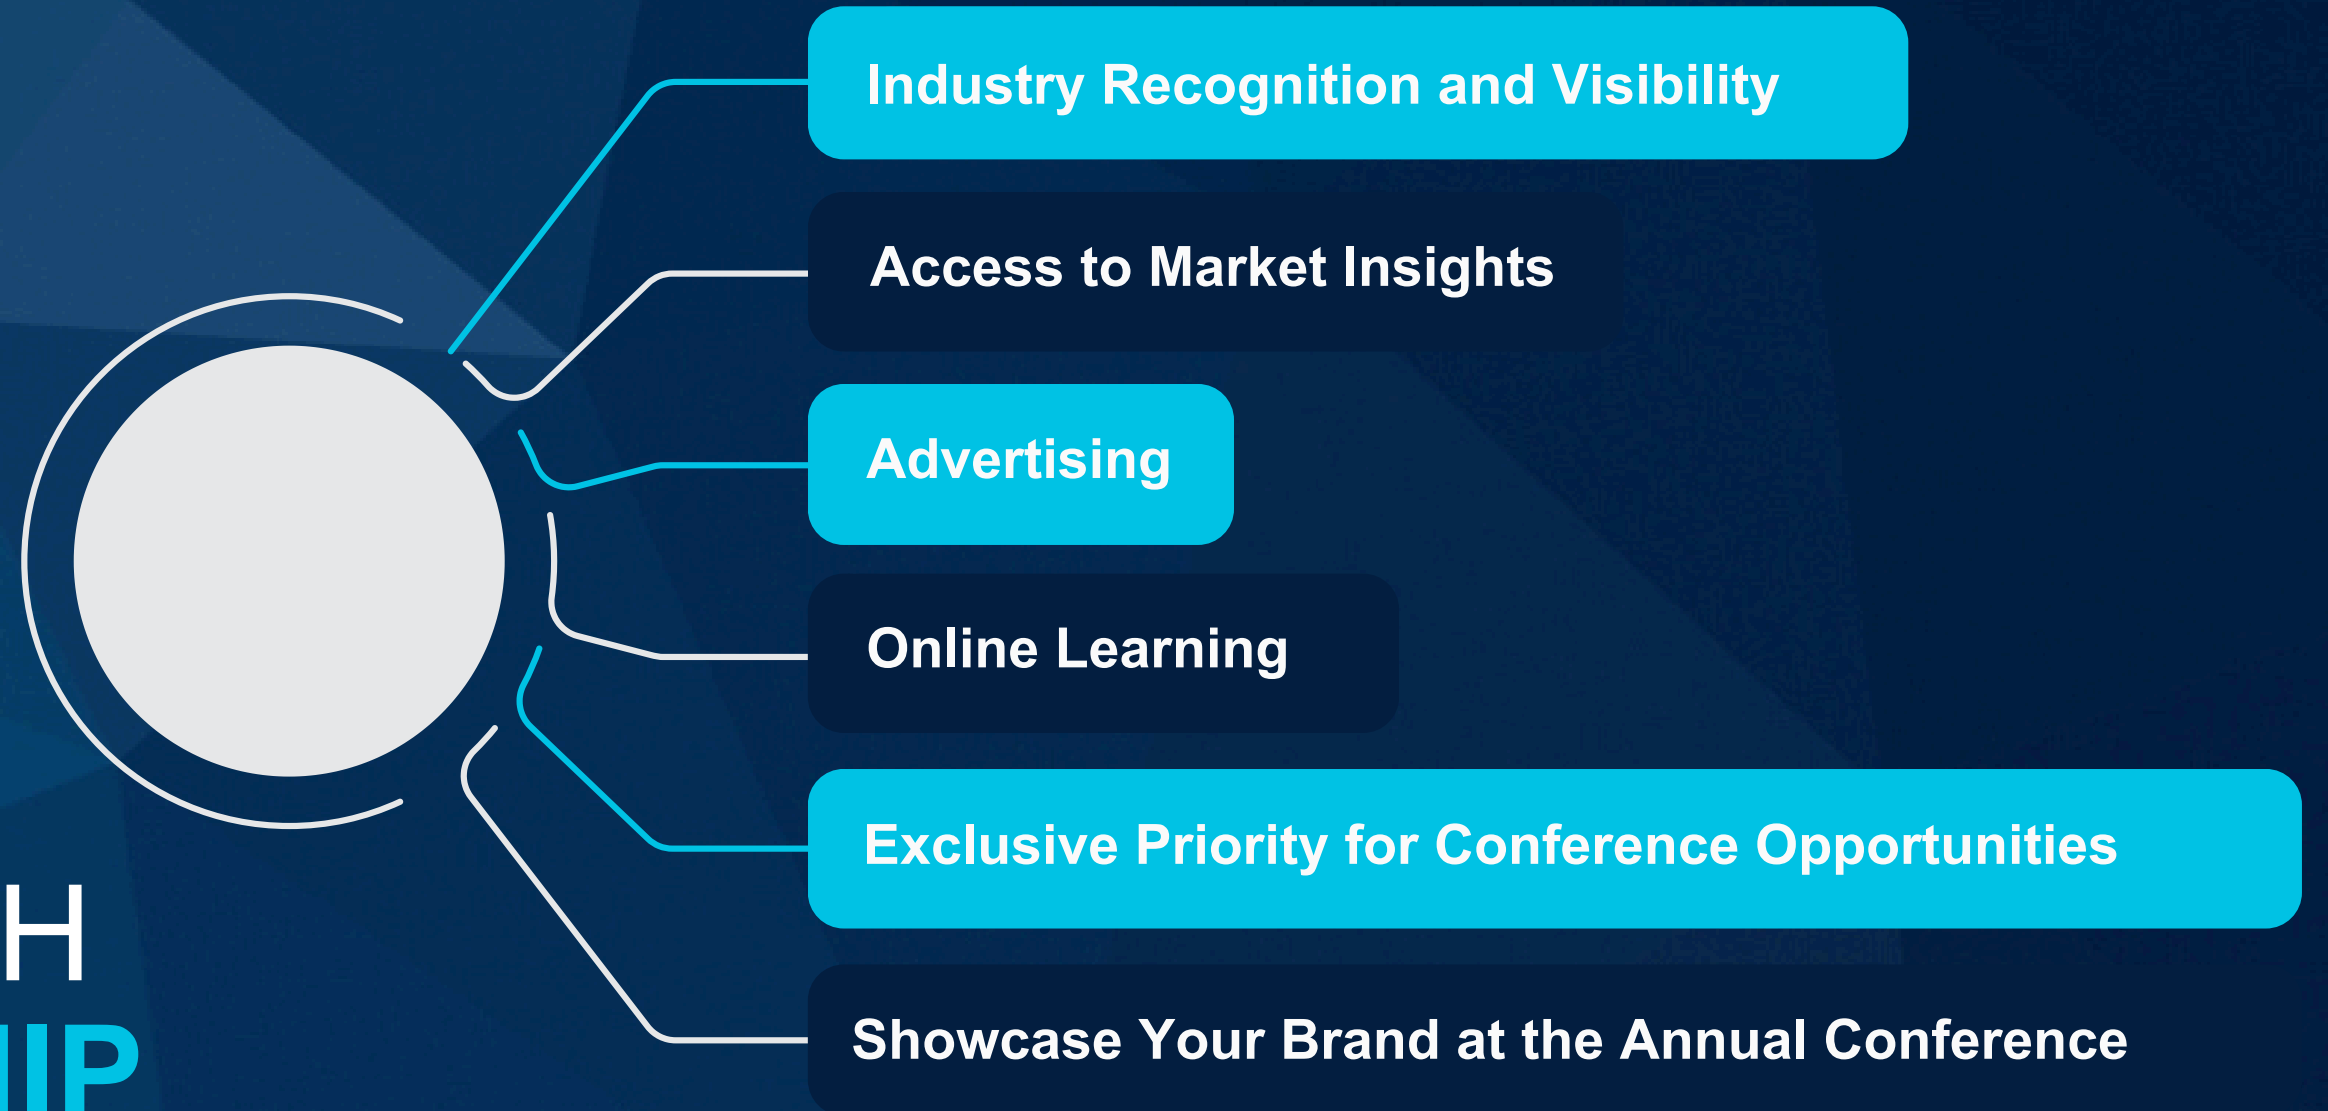 Industry Recognition and Visibility
Access to Market Insights
Advertising
Online Learning
Exclusive Priority for Conference Opportunities
Showcase Your Brand at the Annual Conference
H
IIP